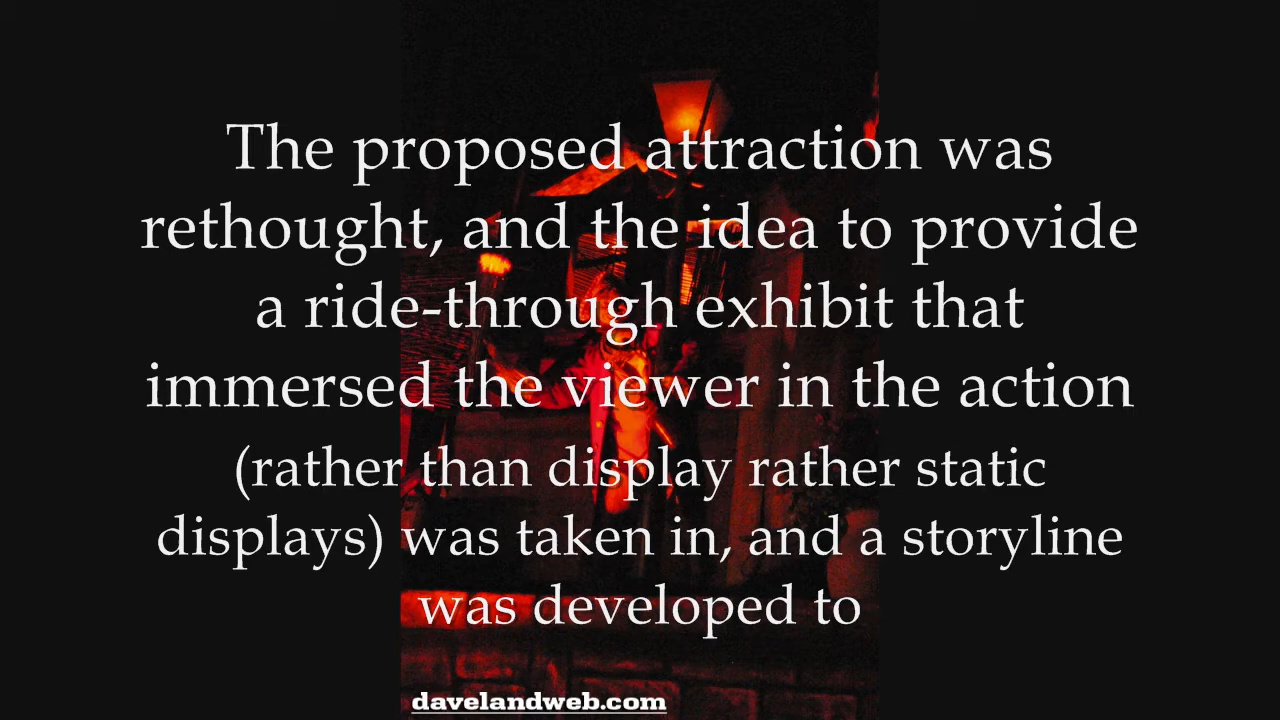 The proposed attraction was
rethought, and the idea to provide
a ride-through exhibit that
immersed the viewer in the action
(rather than display rather static
displays) was taken in, and a storyline
was developed to
davelandweb.com